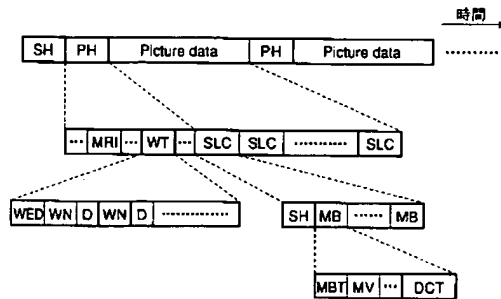 時間
SH PH Picture data PH Picture data ········
··· MRI ··· WT ··· SLC SLC ·········· SLC
WED WN D WN D ··············
SH MB ······ MB
MBT MV ··· DCT